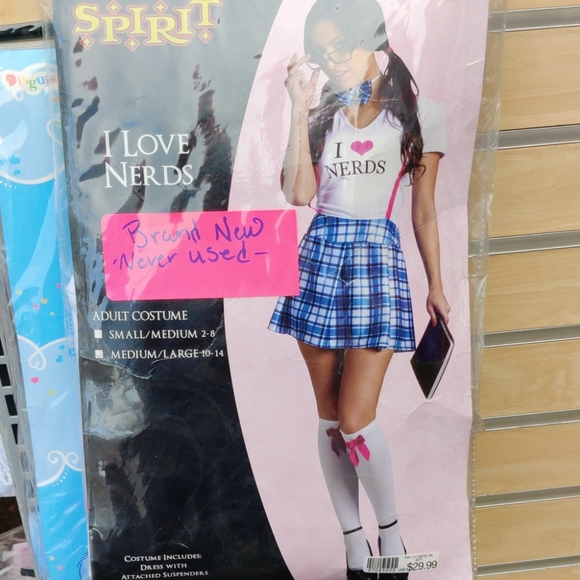 SPIRIT
Disguis
I LOVE
NERDS
I ❤ NERDS
Brand New
-Never used-
ADULT COSTUME
SMALL/MEDIUM 2-8
MEDIUM/LARGE 10-14
COSTUME INCLUDES:
DRESS WITH
ATTACHED SUSPENDERS
$29.99